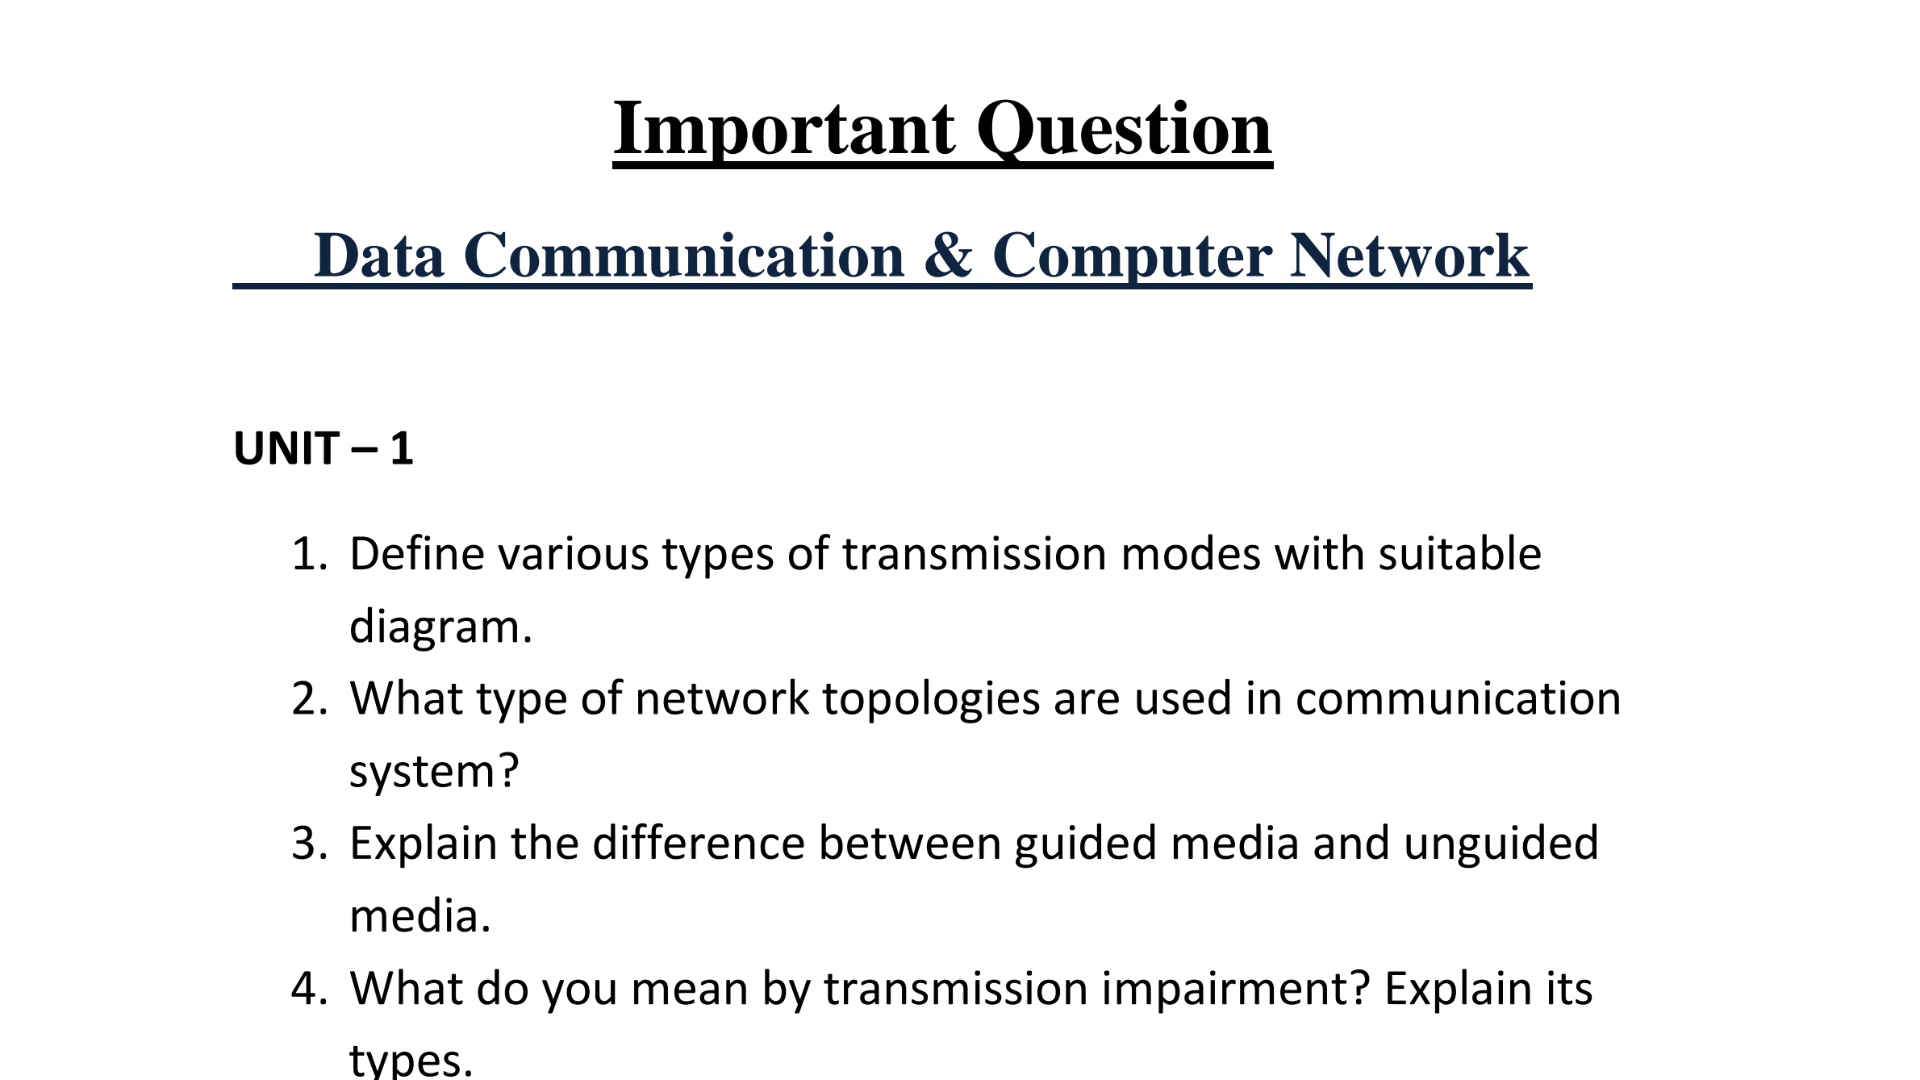 Important Question
Data Communication & Computer Network
UNIT – 1
1. Define various types of transmission modes with suitable
diagram.
2. What type of network topologies are used in communication
system?
3. Explain the difference between guided media and unguided
media.
4. What do you mean by transmission impairment? Explain its
types.